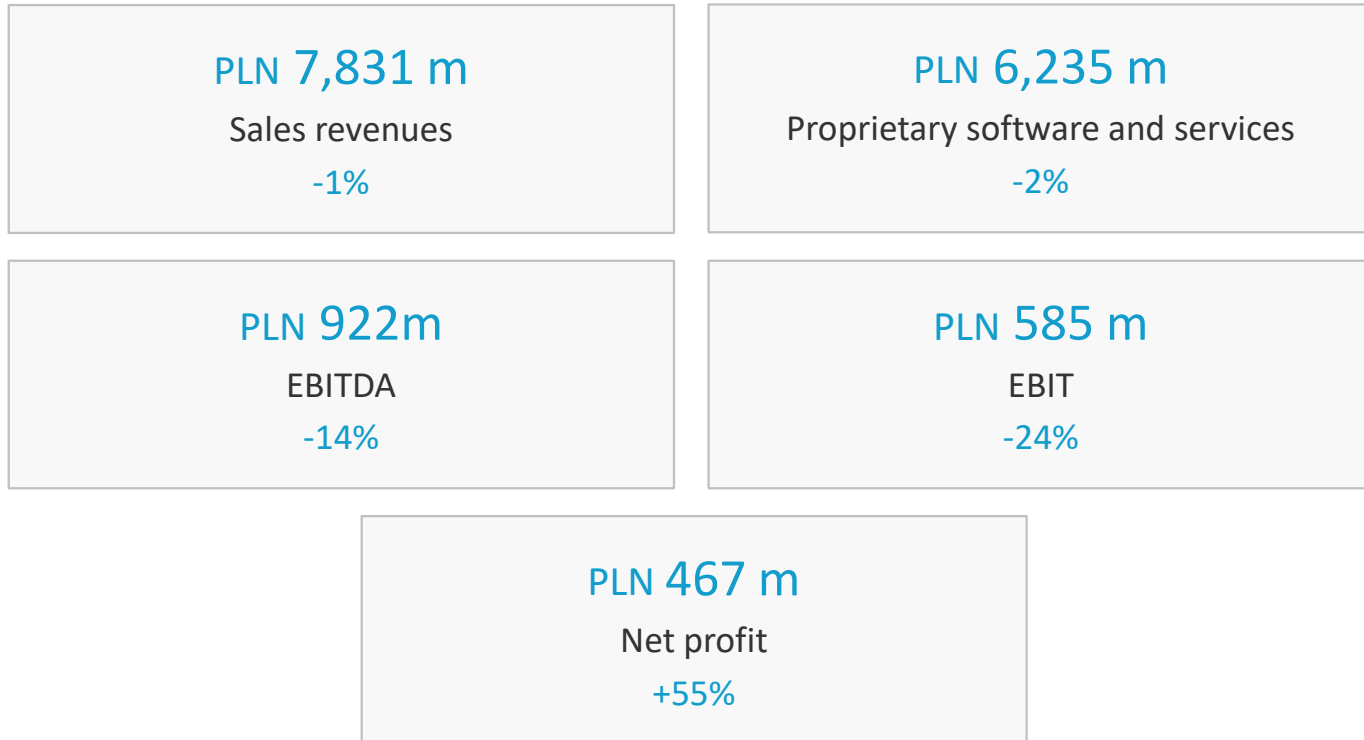 PLN 7,831 m
Sales revenues
-1%
PLN 6,235 m
Proprietary software and services
-2%
PLN 922m
EBITDA
-14%
PLN 585 m
EBIT
-24%
PLN 467 m
Net profit
+55%